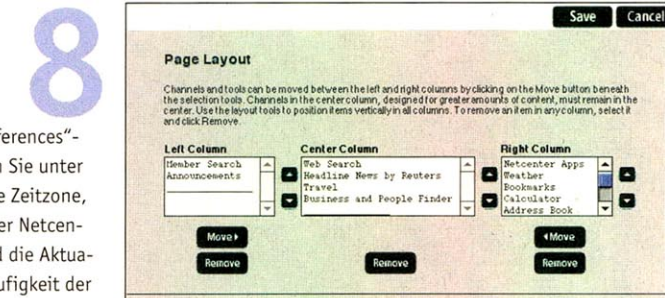 8
ferences“-
n Sie unter
e Zeitzone,
er Netcen-
d die Aktua-
ufigkeit der
Save Cancel
Page Layout
Channels and tools can be moved between the left and right columns by clicking on the Move button beneath
the selection tools. Channels in the center column, designed for greater amounts of content, must remain in the
center. Use the layout tools to position items vertically in all columns. To remove an item in any column, select it
and click Remove.
Left Column Center Column Right Column
Member Search Web Search Netcenter Apps
Announcements Headline News by Reuters Weather
Travel Bookmarks
Business and People Finder Calculator
Address Book
Move Move
Remove Remove Remove